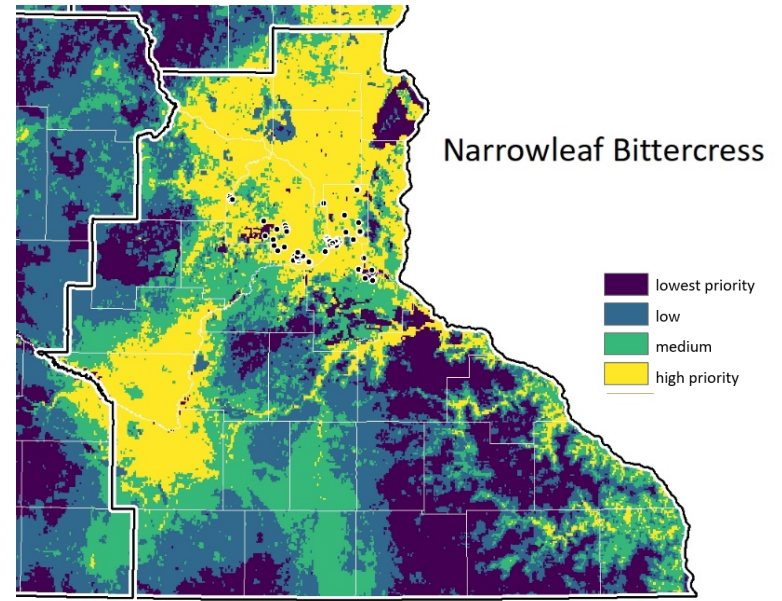 Narrowleaf Bittercress
lowest priority
low
medium
high priority